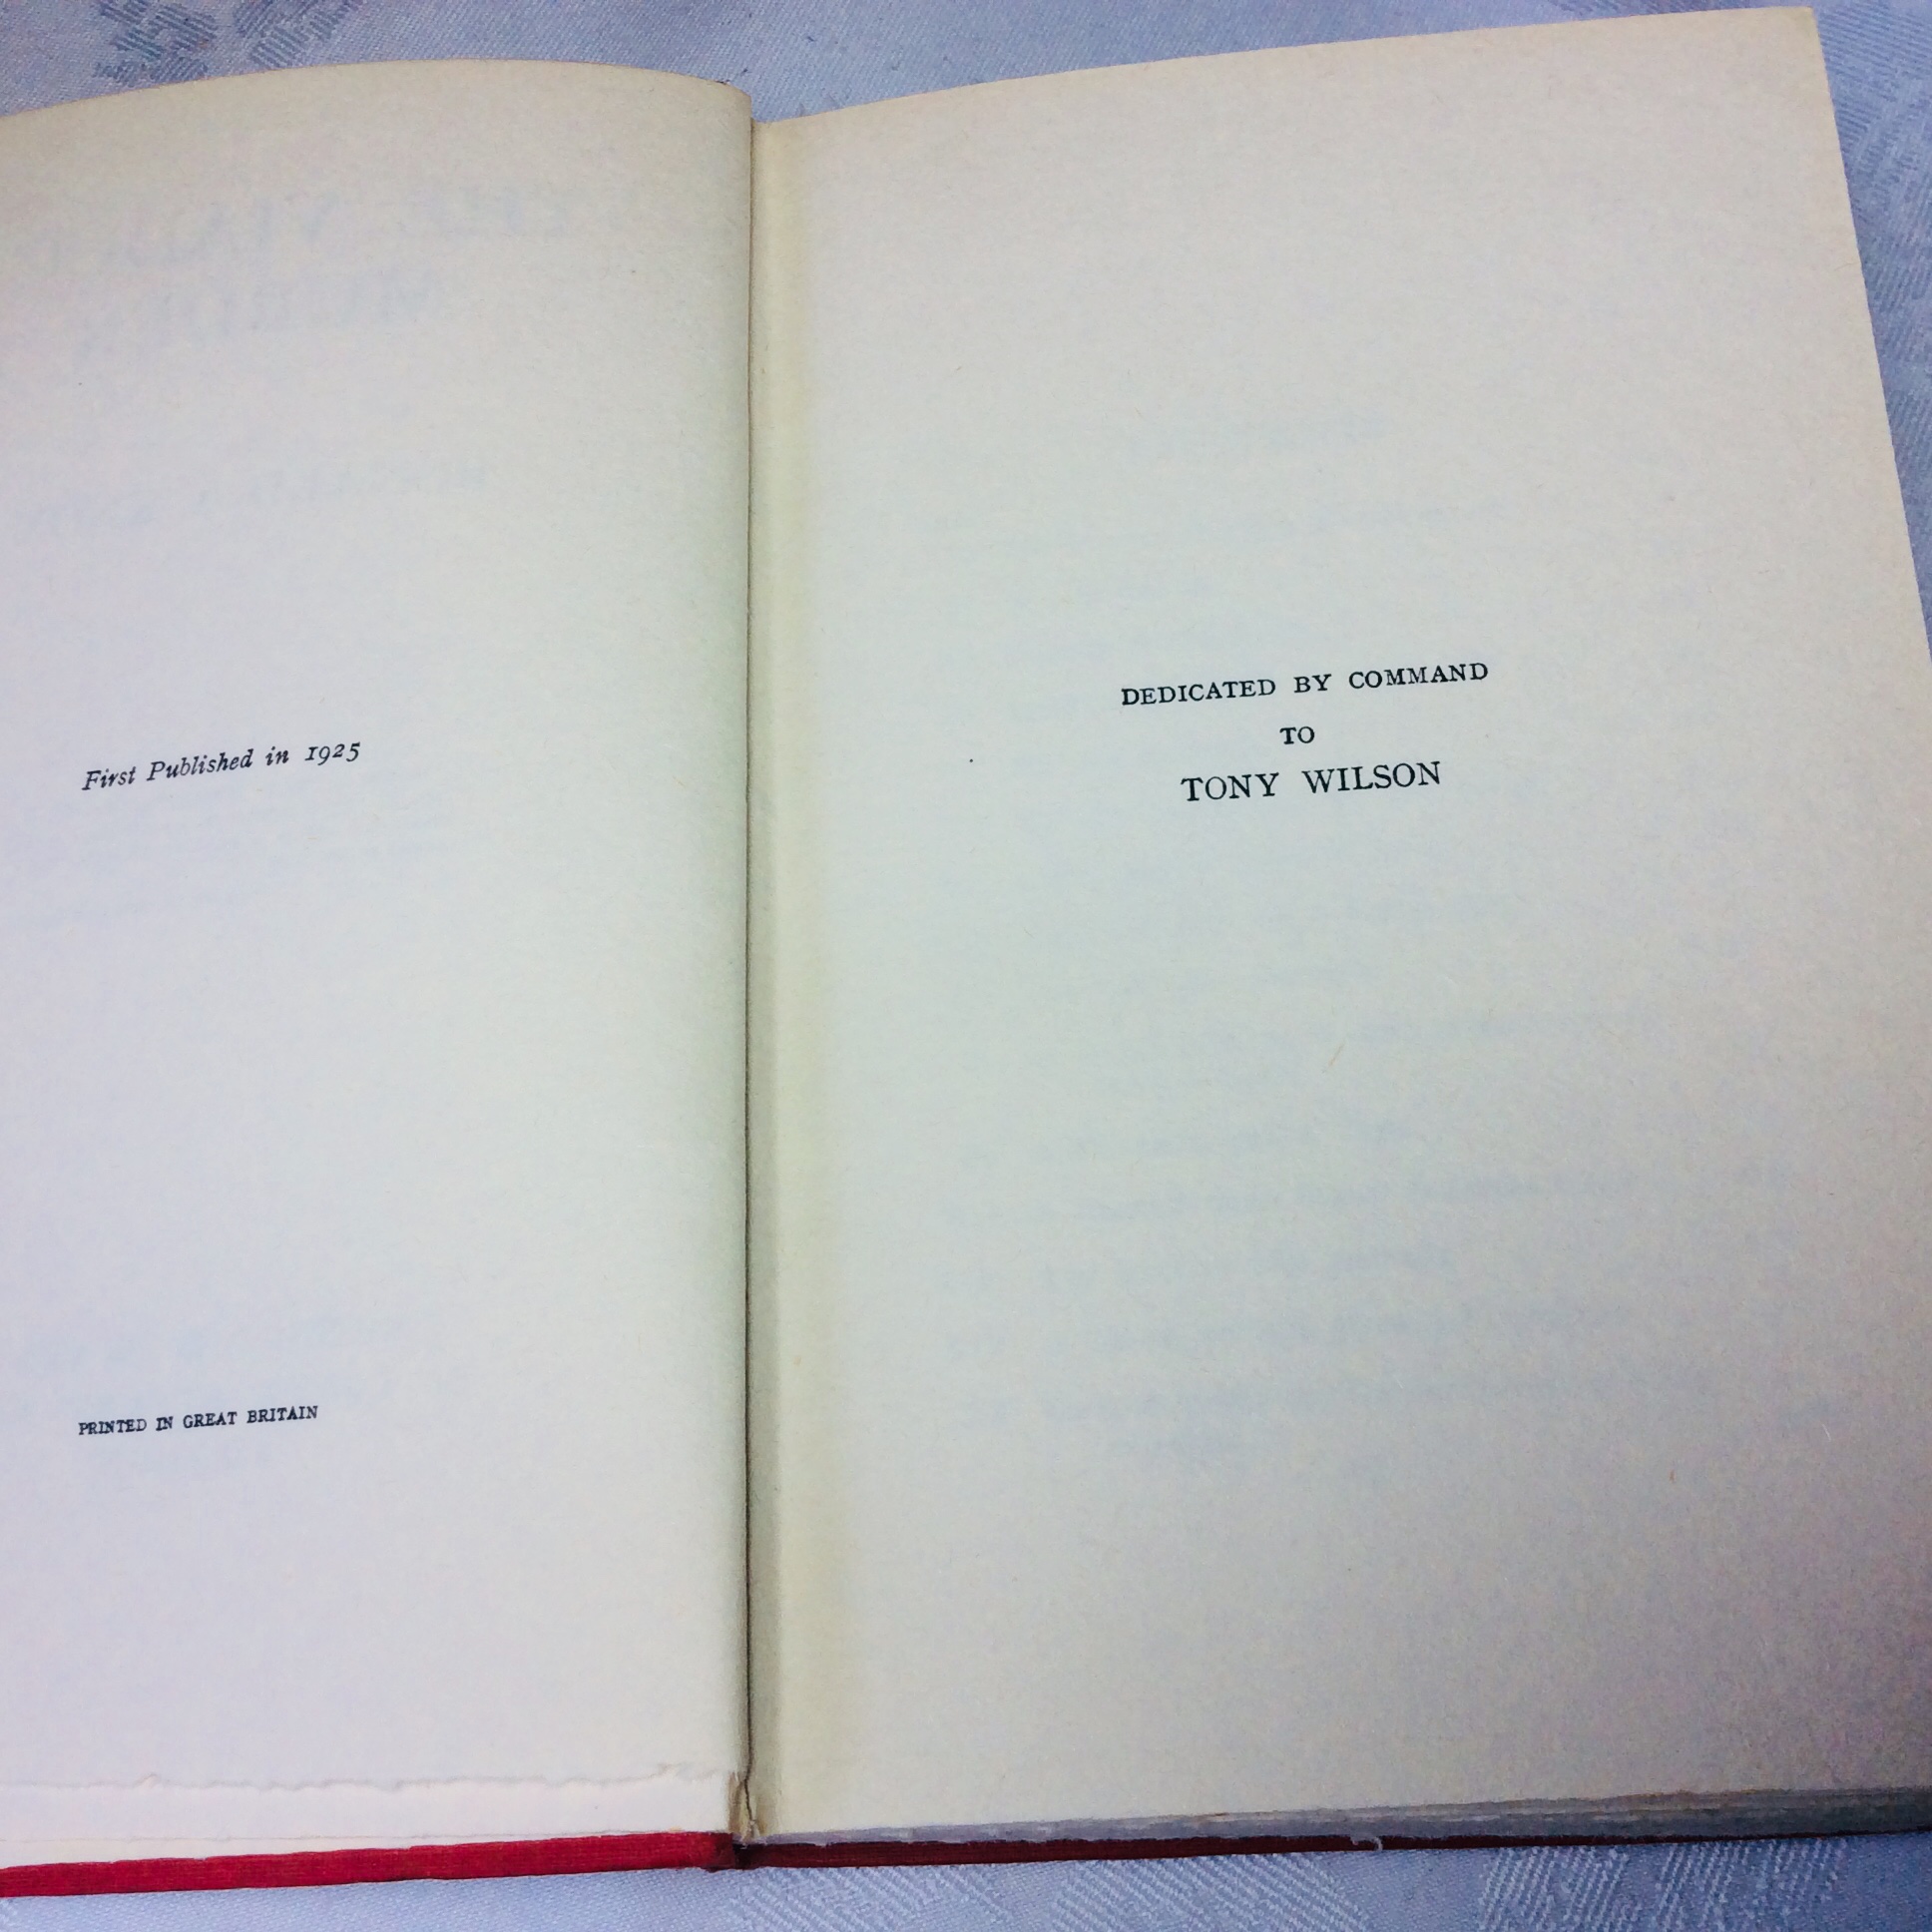 First Published in 1925
PRINTED IN GREAT BRITAIN
DEDICATED BY COMMAND
TO
TONY WILSON